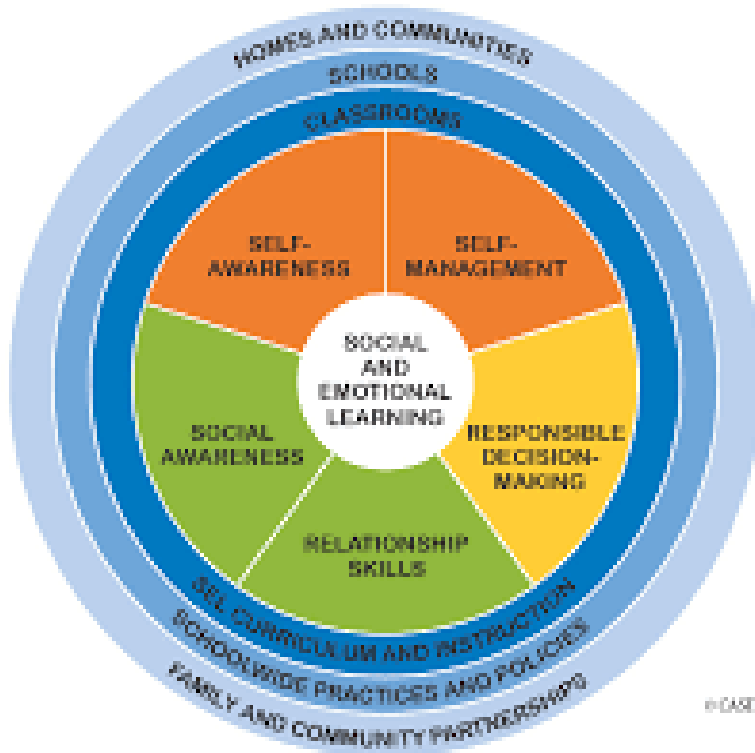 HOMES AND COMMUNITIES
SCHOOLS
CLASSROOMS
SELF-
AWARENESS
SELF-
MANAGEMENT
SOCIAL
AND
EMOTIONAL
LEARNING
SOCIAL
AWARENESS
RESPONSIBLE
DECISION-
MAKING
RELATIONSHIP
SKILLS
SEL CURRICULUM AND INSTRUCTION
SCHOOLWIDE PRACTICES AND POLICIES
FAMILY AND COMMUNITY PARTNERSHIPS
© CASE